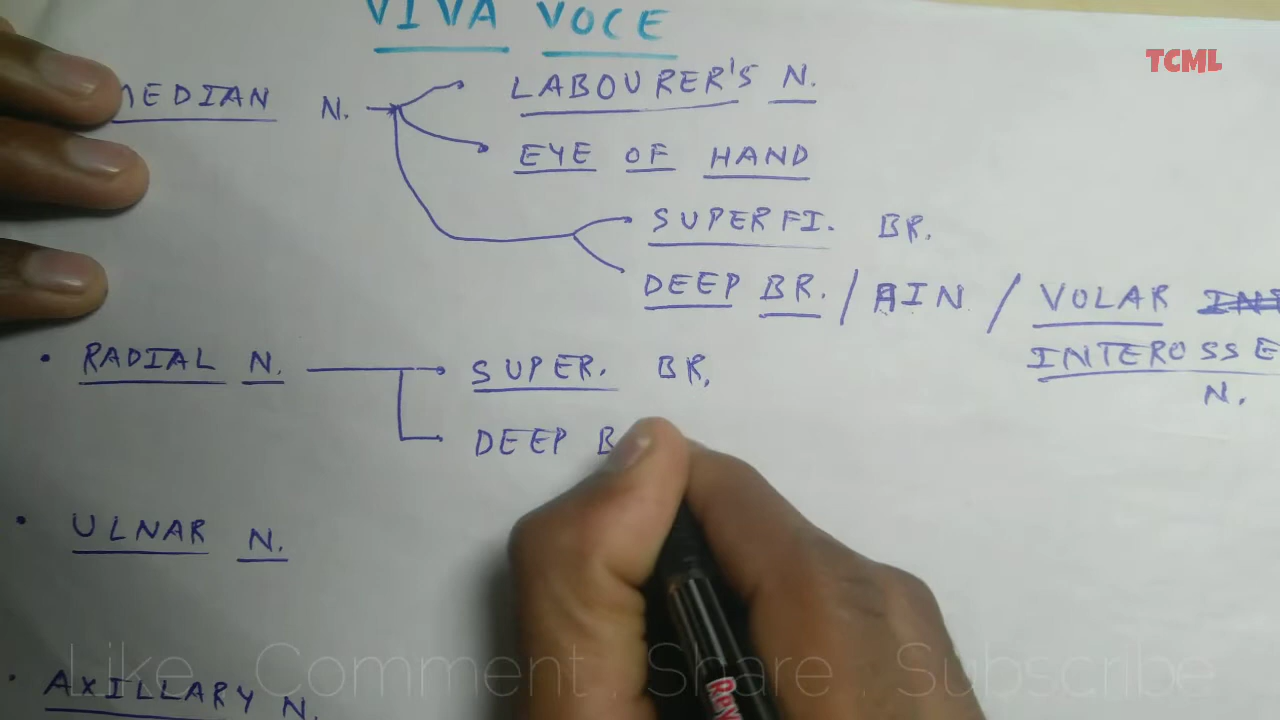 VIVA VOCE
TCML
MEDIAN N. LABOURER'S N.
EYE OF HAND
SUPERFI. BR.
DEEP BR. / AIN / VOLAR
INTEROSSE
N.
• RADIAL N. SUPER. BR.
DEEP B
• ULNAR N.
Like . Comment . Share . Subscribe
• AXILLARY N.